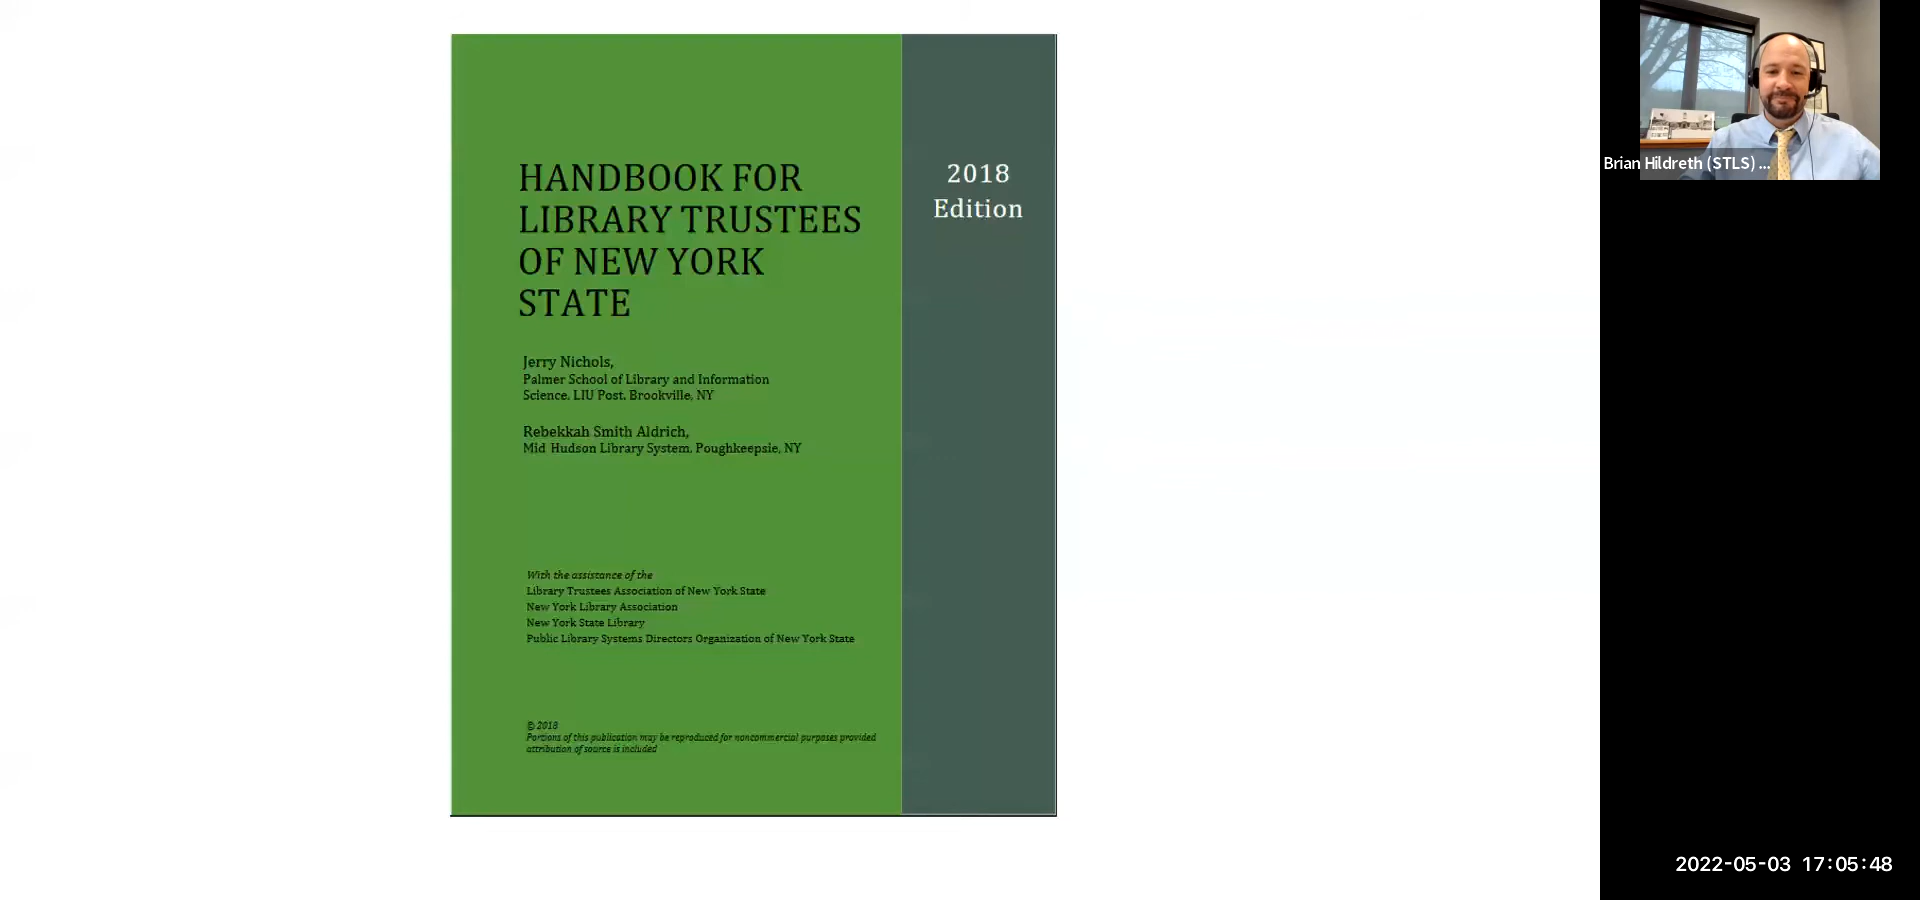 HANDBOOK FOR
LIBRARY TRUSTEES
OF NEW YORK
STATE
2018
Edition
Jerry Nichols,
Palmer School of Library and Information
Science, LIU Post, Brookville, NY
Rebekkah Smith Aldrich,
Mid Hudson Library System, Poughkeepsie, NY
With the assistance of the
Library Trustees Association of New York State
New York Library Association
New York State Library
Public Library Systems Directors Organization of New York State
© 2018
Portions of this publication may be reproduced for noncommercial purposes provided
attribution of source is included
Brian Hildreth (STLS) ...
2022-05-03 17:05:48